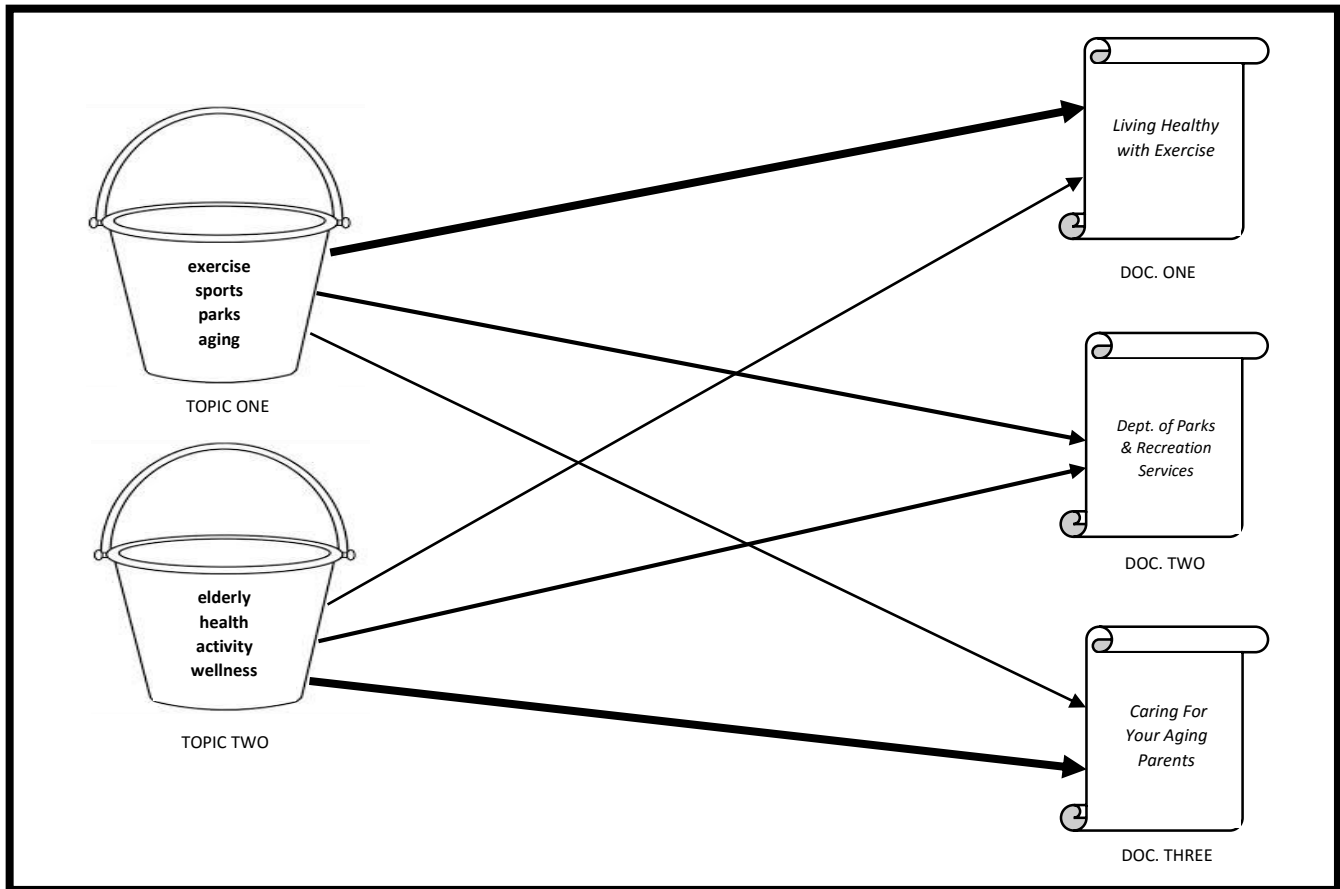 exercise
sports
parks
aging
TOPIC ONE
elderly
health
activity
wellness
TOPIC TWO
Living Healthy
with Exercise
DOC. ONE
Dept. of Parks
& Recreation
Services
DOC. TWO
Caring For
Your Aging
Parents
DOC. THREE